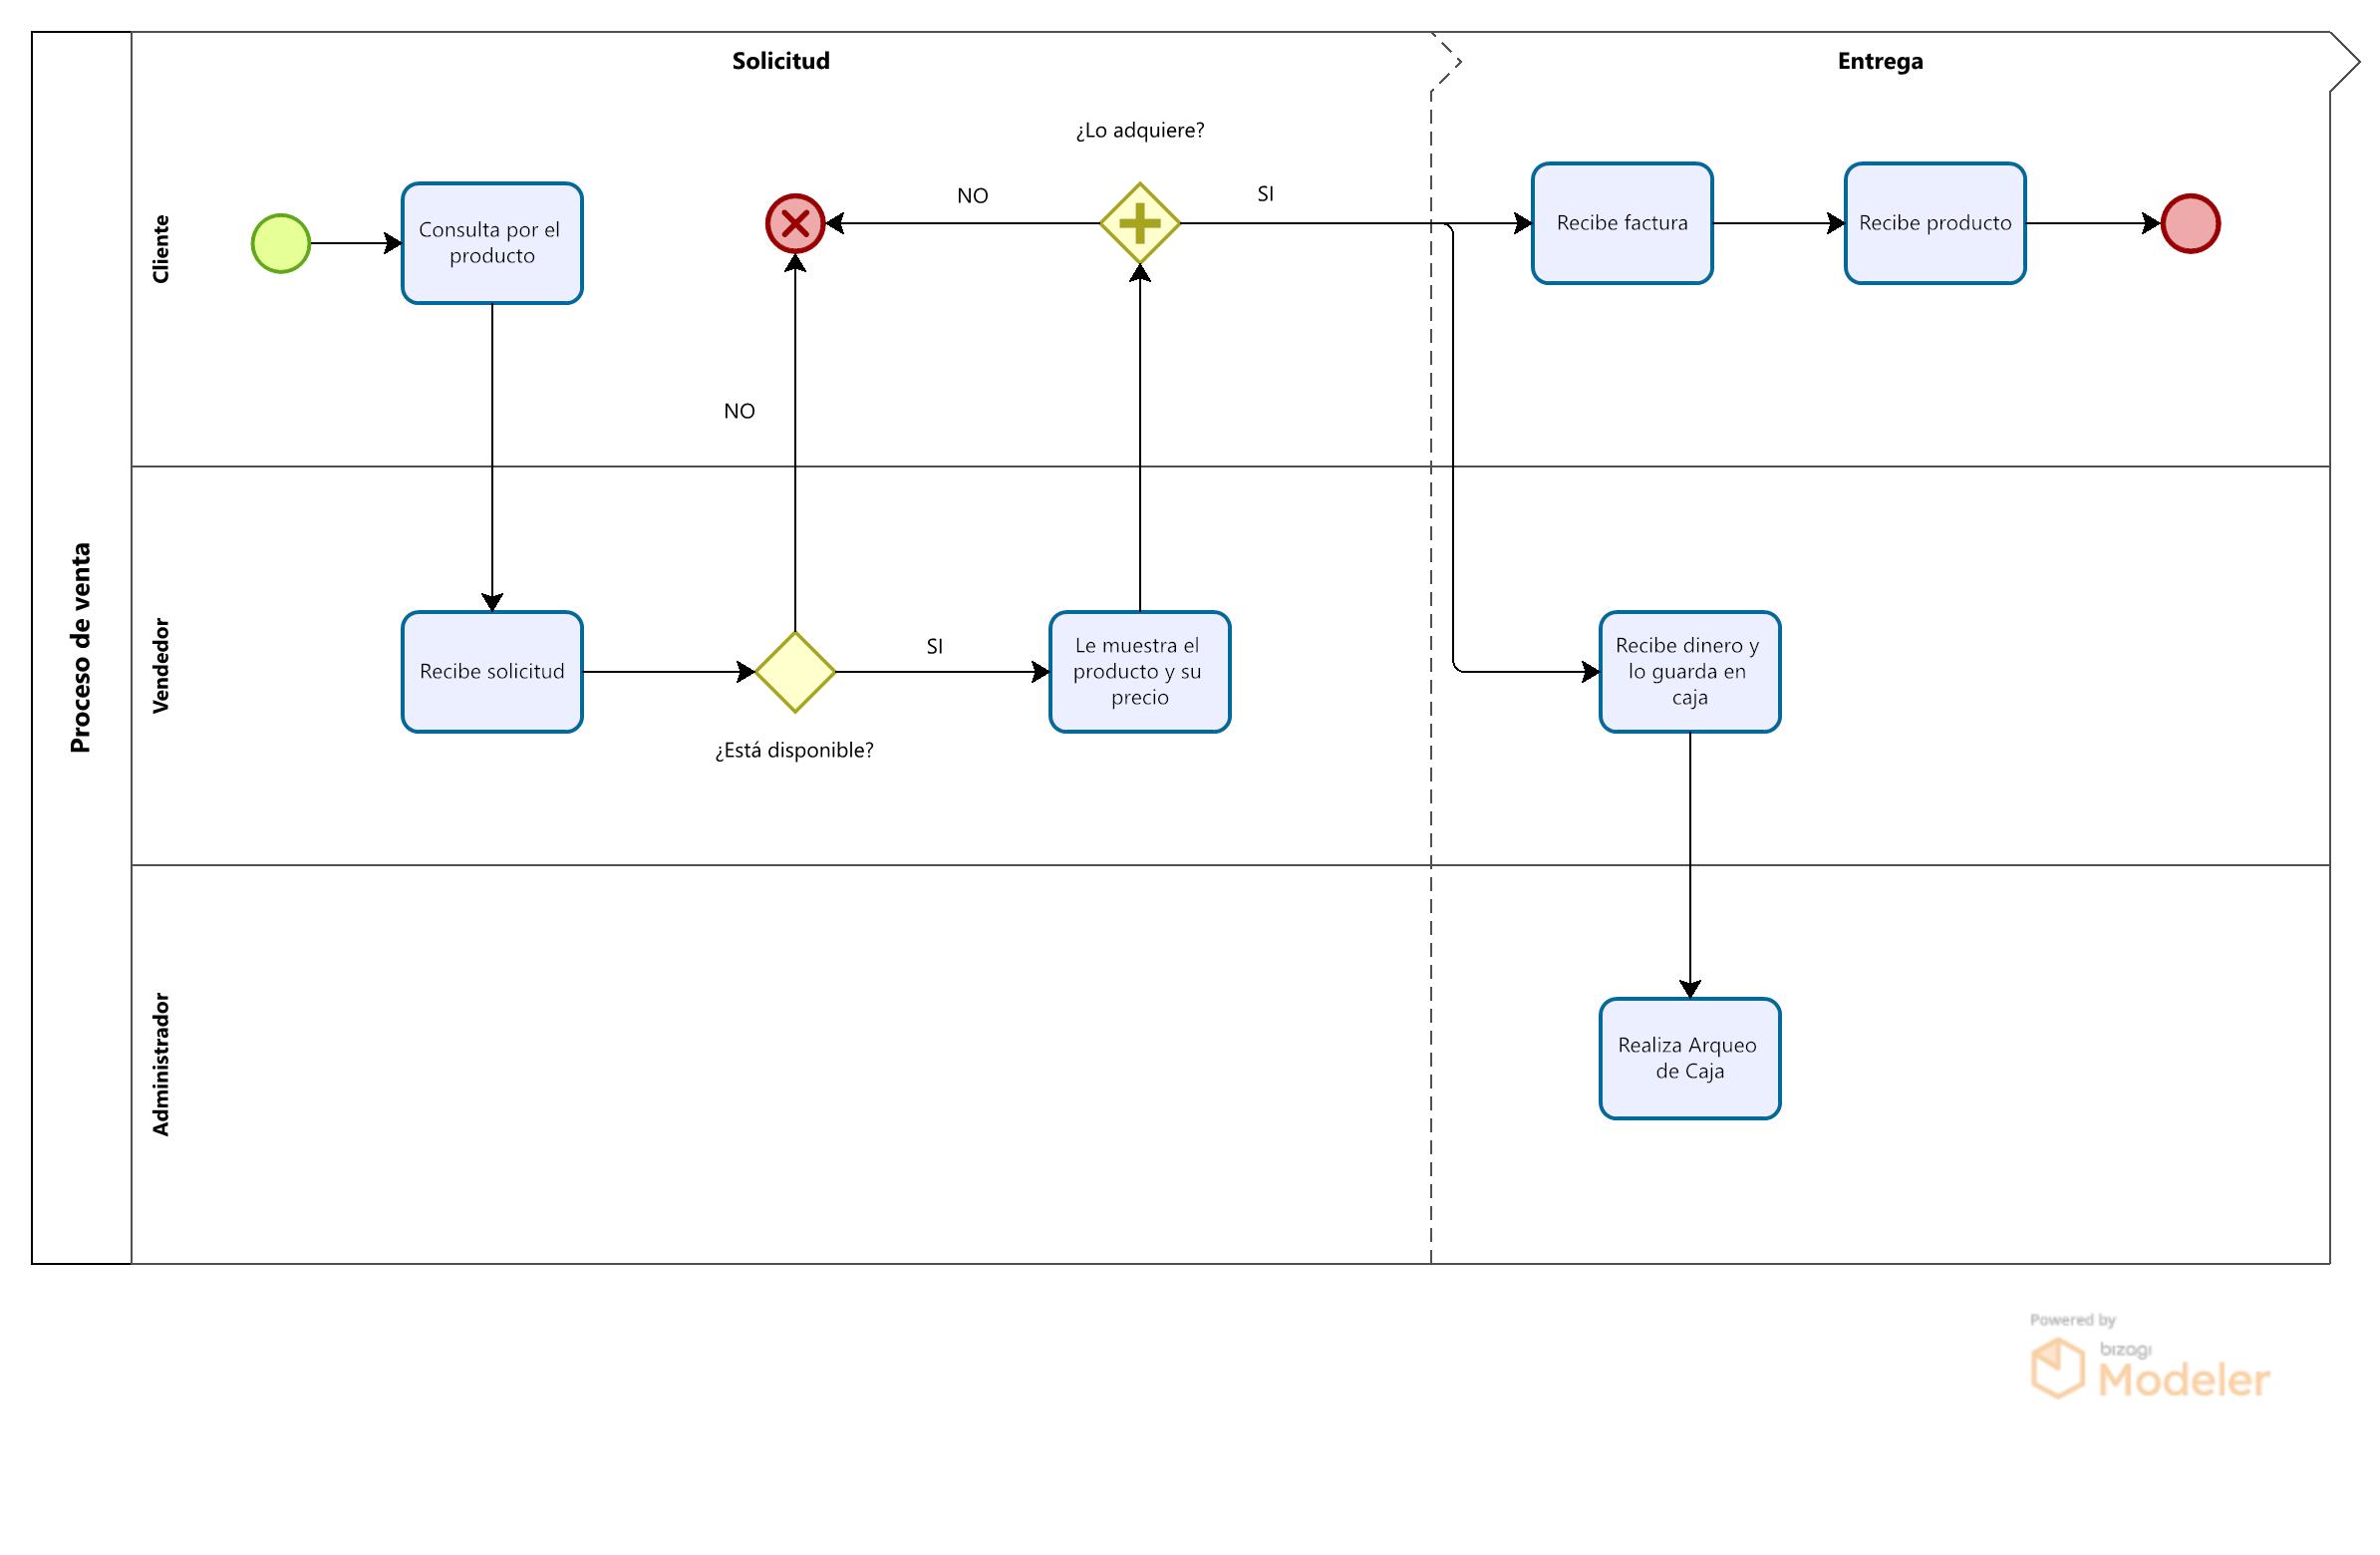 Proceso de venta
Solicitud
Entrega
Cliente
¿Lo adquiere?
Consulta por el
producto
NO
SI
Recibe factura
Recibe producto
NO
Vendedor
Recibe solicitud
SI
¿Está disponible?
Le muestra el
producto y su
precio
Recibe dinero y
lo guarda en
caja
Administrador
Realiza Arqueo
de Caja
Powered by
bizagi
Modeler